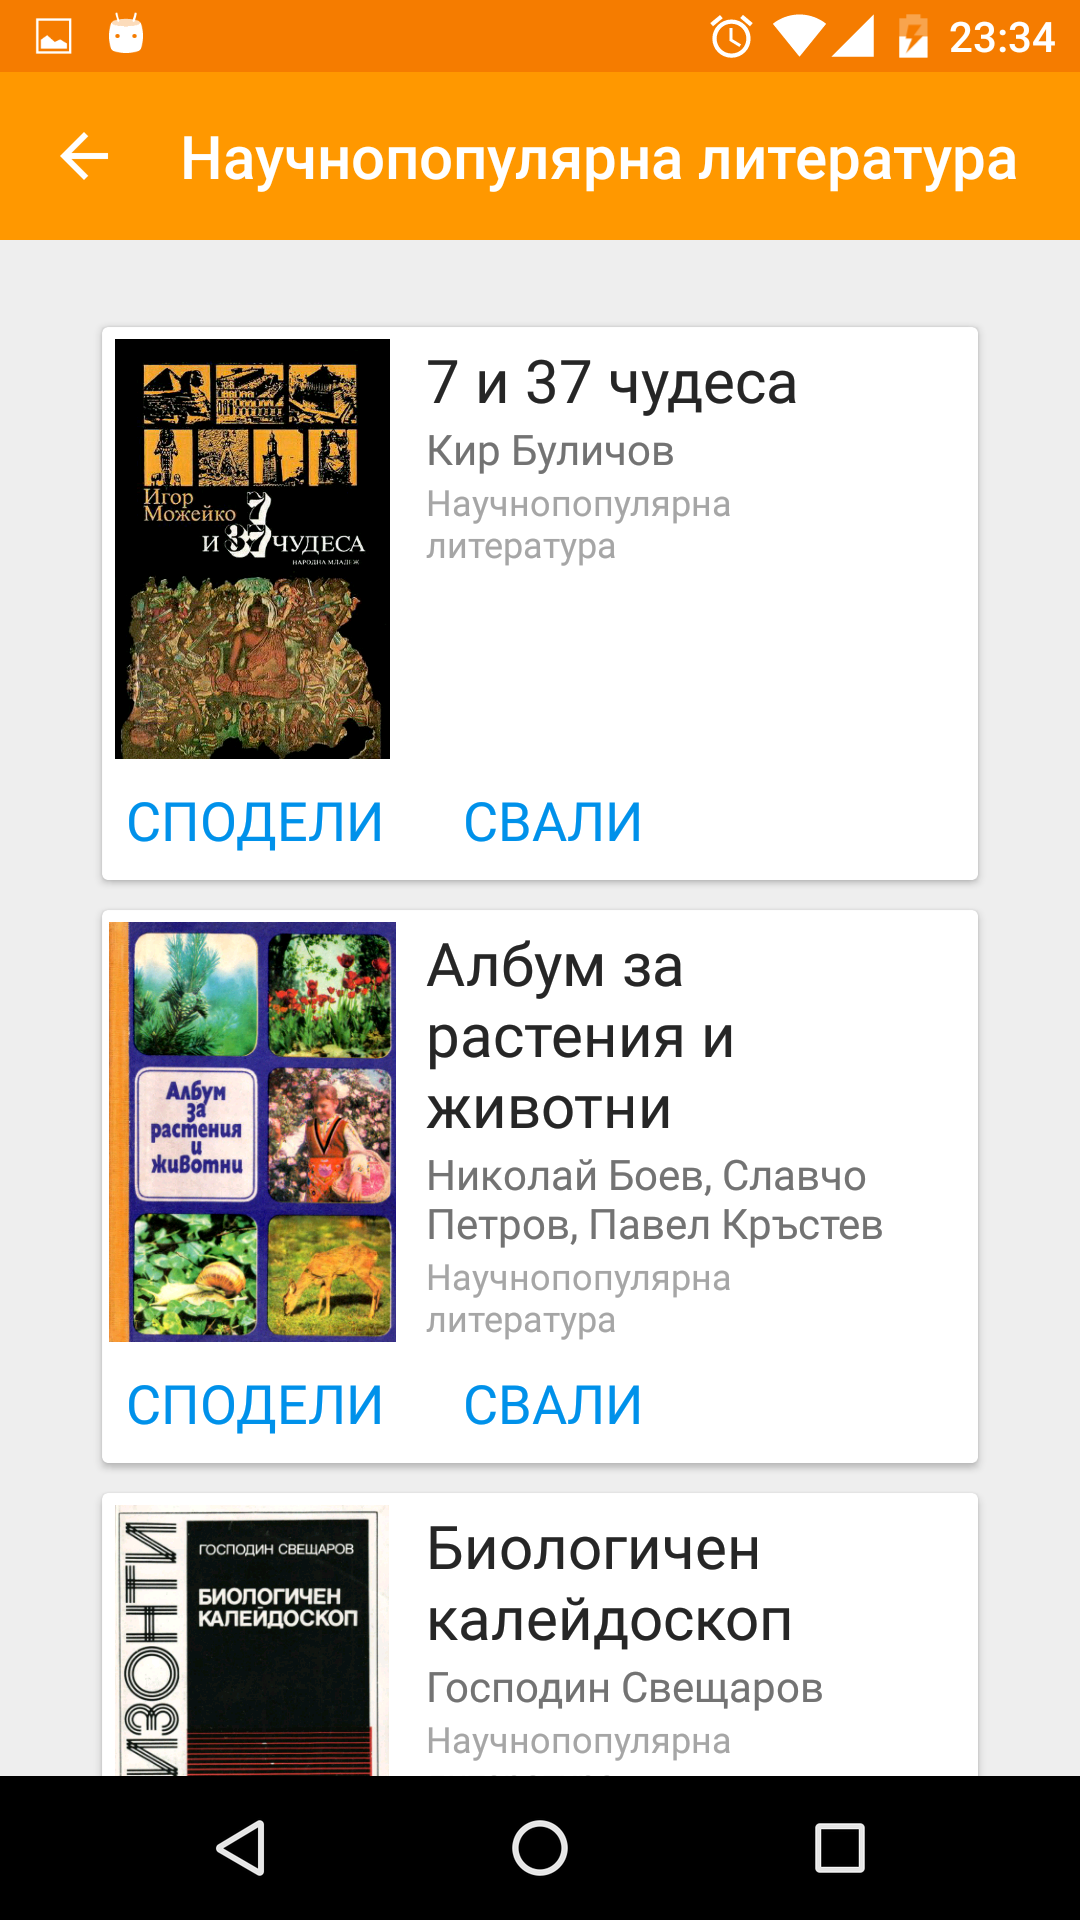 23:34
Научнопопулярна литература
Игор
Можейко 7
и 37 чудеса
НАРОДНА МЛАДЕЖ
7 и 37 чудеса
Кир Буличов
Научнопопулярна
литература
СПОДЕЛИ СВАЛИ
Албум
за
растения
и
животни
Албум за
растения и
животни
Николай Боев, Славчо
Петров, Павел Кръстев
Научнопопулярна
литература
СПОДЕЛИ СВАЛИ
ИЗОНТИ
ГОСПОДИН СВЕЩАРОВ
БИОЛОГИЧЕН
КАЛЕЙДОСКОП
Биологичен
калейдоскоп
Господин Свещаров
Научнопопулярна